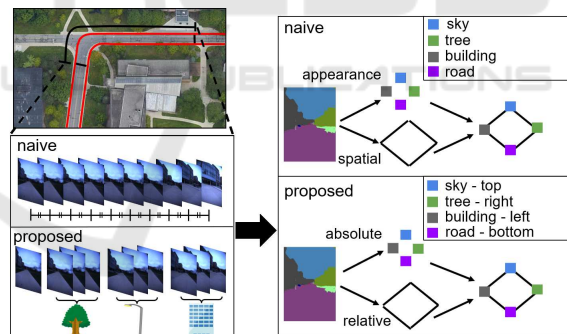 naive
proposed
naive
sky
tree
building
road
appearance
spatial
proposed
sky - top
tree - right
building - left
road - bottom
absolute
relative